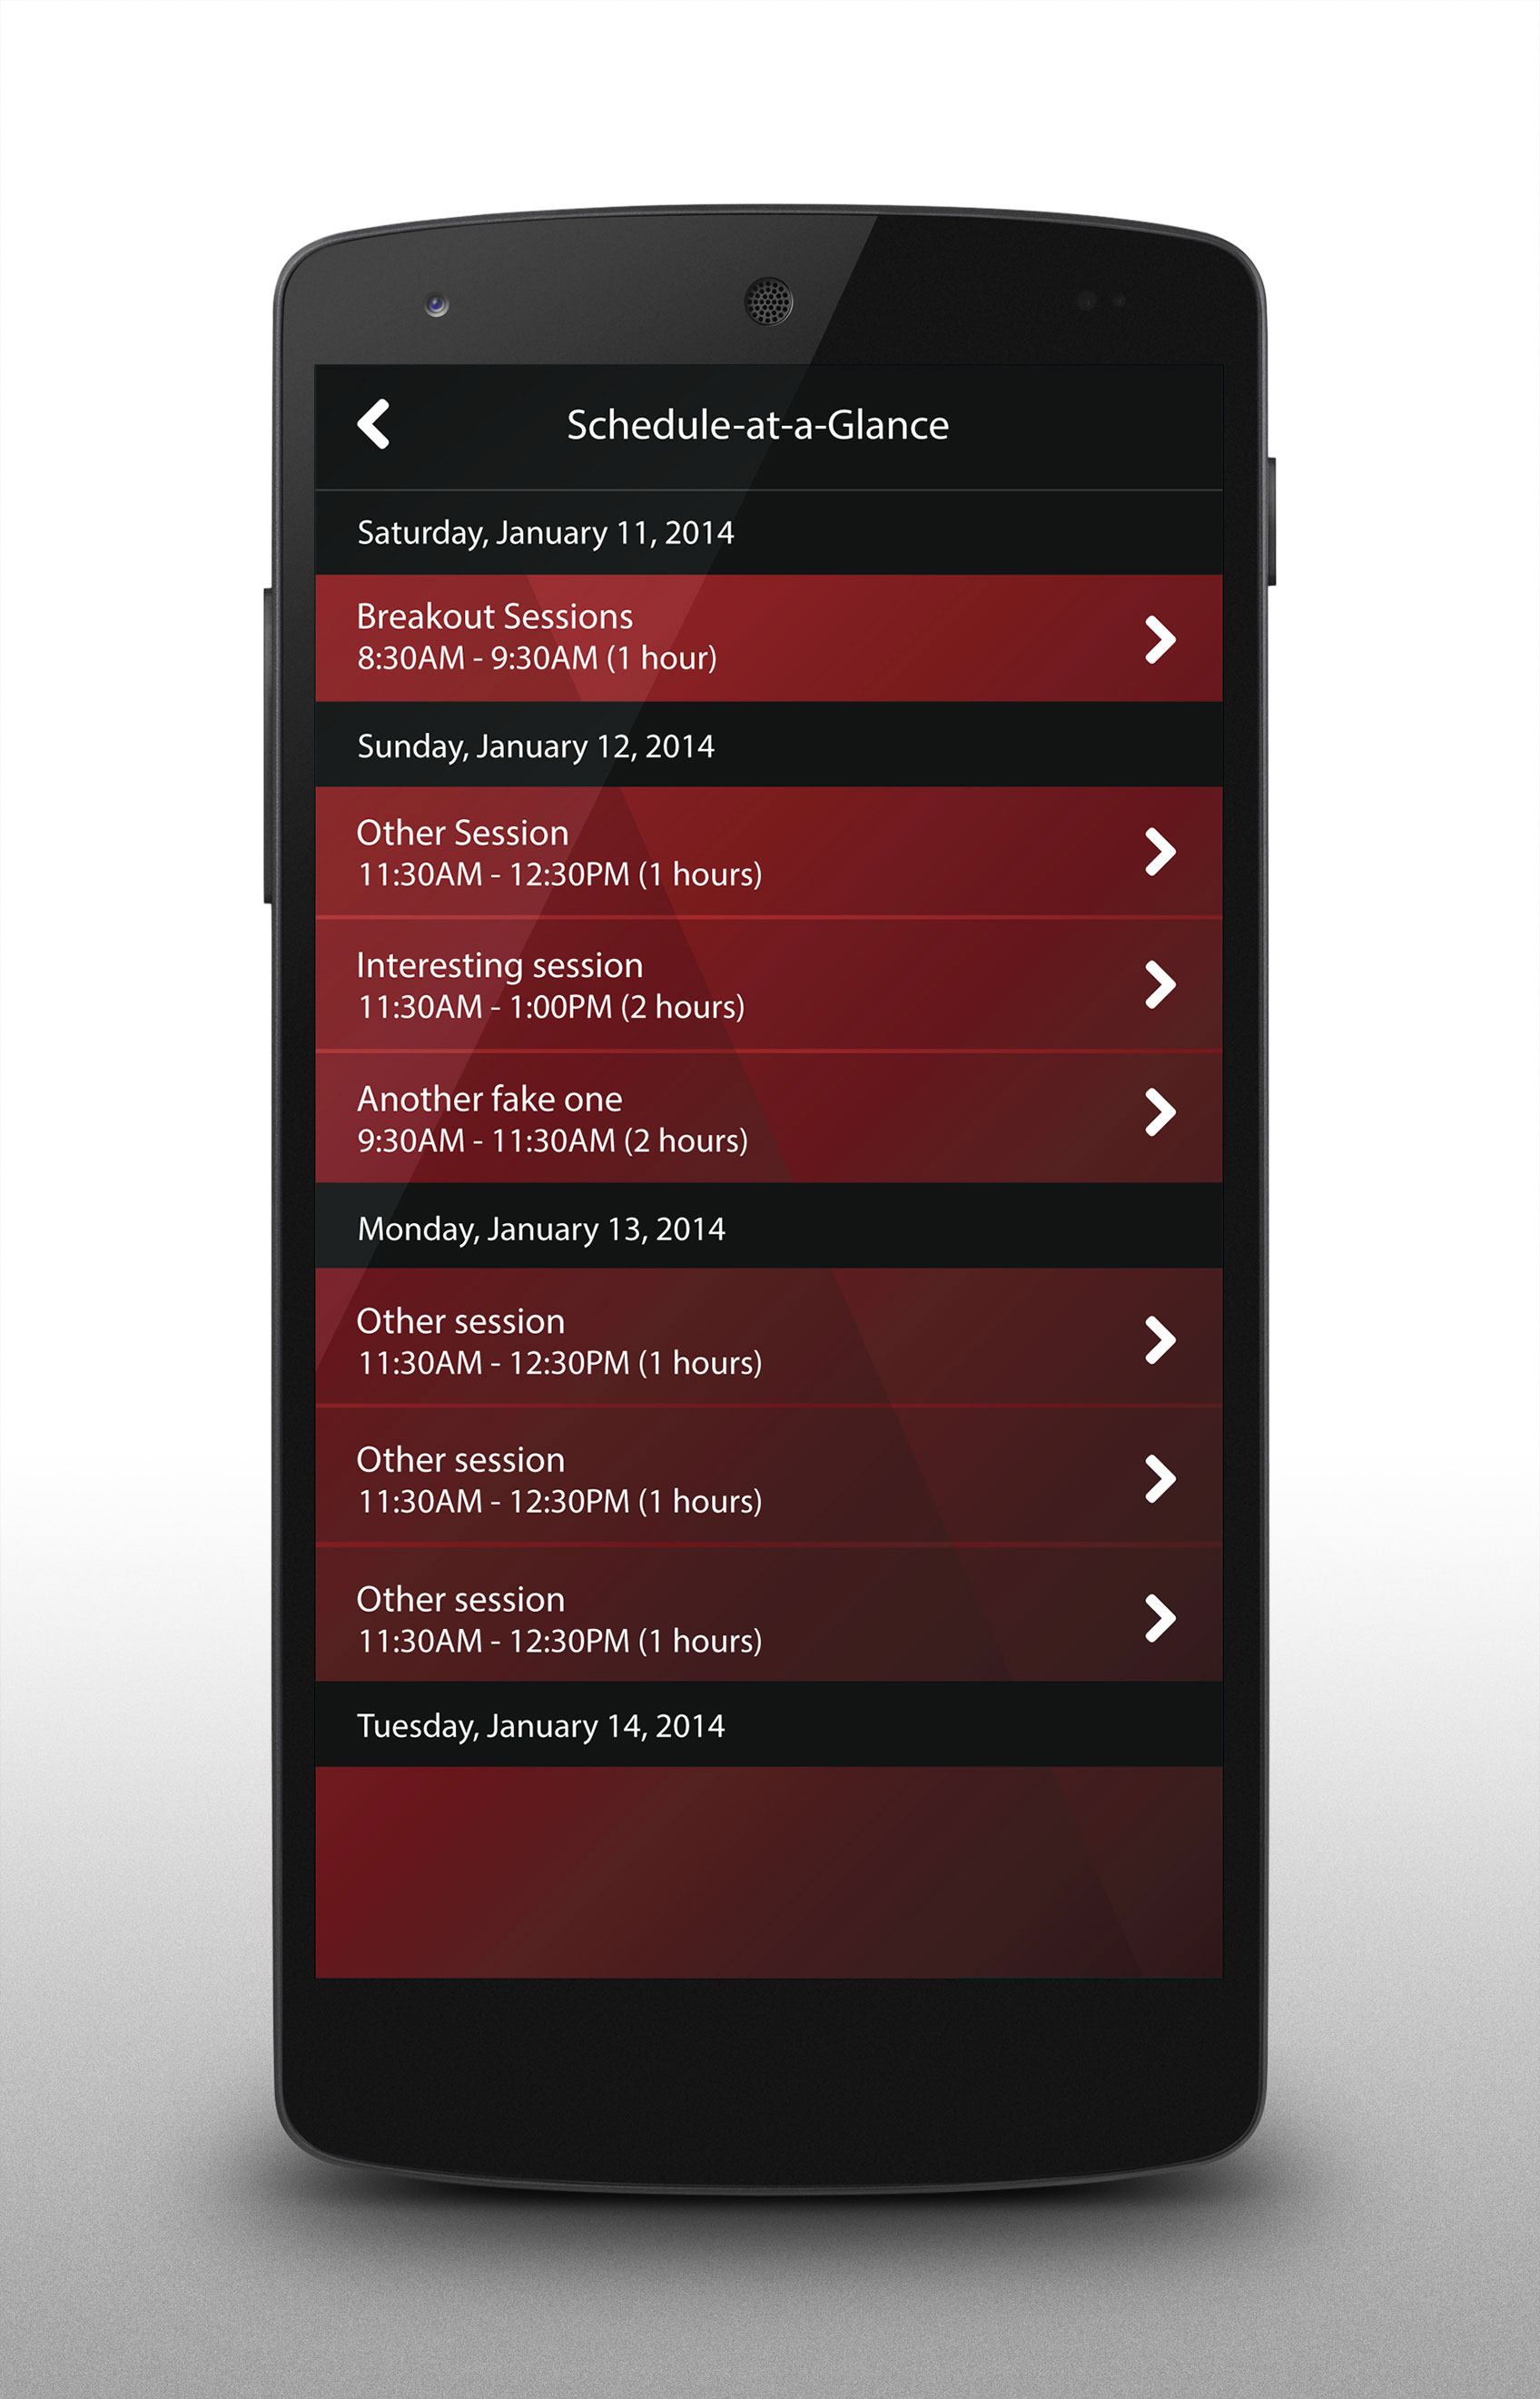 Schedule-at-a-Glance
Saturday, January 11, 2014
Breakout Sessions
8:30AM - 9:30AM (1 hour)
Sunday, January 12, 2014
Other Session
11:30AM - 12:30PM (1 hours)
Interesting session
11:30AM - 1:00PM (2 hours)
Another fake one
9:30AM - 11:30AM (2 hours)
Monday, January 13, 2014
Other session
11:30AM - 12:30PM (1 hours)
Other session
11:30AM - 12:30PM (1 hours)
Other session
11:30AM - 12:30PM (1 hours)
Tuesday, January 14, 2014